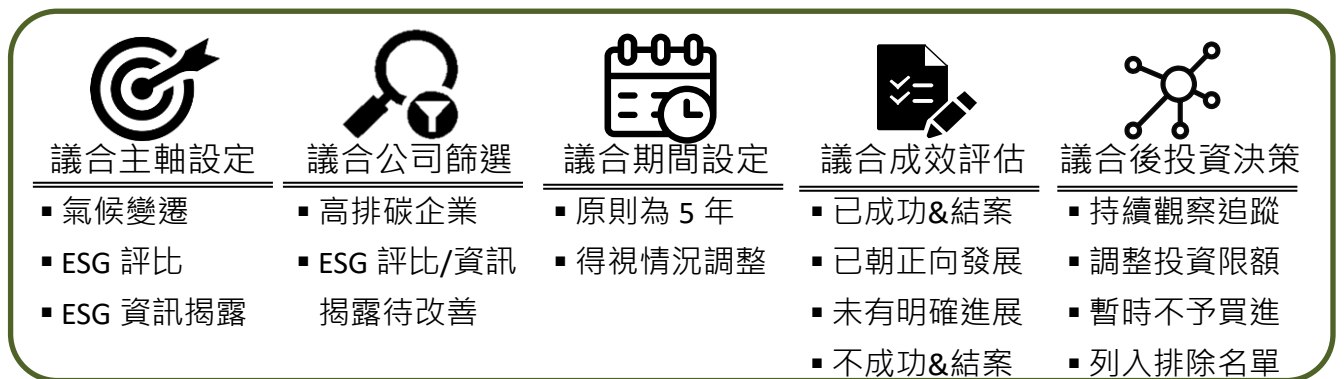 議合主軸設定
▪ 氣候變遷
▪ ESG 評比
▪ ESG 資訊揭露
議合公司篩選
▪ 高排碳企業
▪ ESG 評比/資訊
揭露待改善
議合期間設定
▪ 原則為 5 年
▪ 得視情況調整
議合成效評估
▪ 已成功&結案
▪ 已朝正向發展
▪ 未有明確進展
▪ 不成功&結案
議合後投資決策
▪ 持續觀察追蹤
▪ 調整投資限額
▪ 暫時不予買進
▪ 列入排除名單